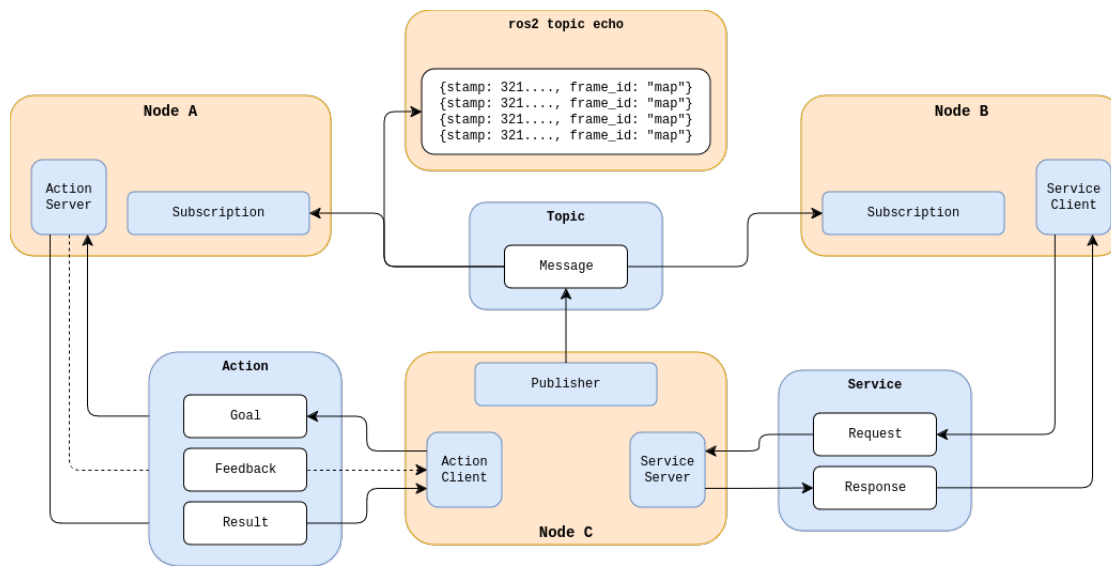 ros2 topic echo
{stamp: 321...., frame_id: "map"}
{stamp: 321...., frame_id: "map"}
{stamp: 321...., frame_id: "map"}
{stamp: 321...., frame_id: "map"}
Node A
Action
Server
Subscription
Node B
Subscription
Service
Client
Topic
Message
Action
Goal
Feedback
Result
Publisher
Action
Client
Service
Server
Node C
Service
Request
Response